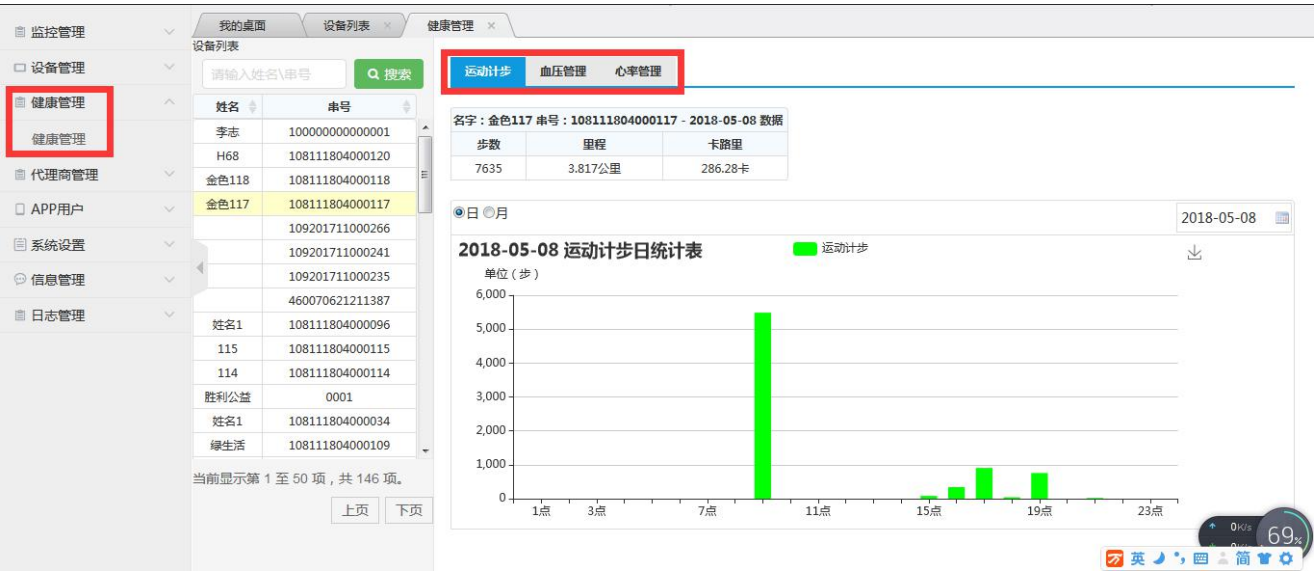 监控管理
设备管理
健康管理
健康管理
代理商管理
APP用户
系统设置
信息管理
日志管理
我的桌面 设备列表 × 健康管理 ×
设备列表
请输入姓名\串号 搜索
姓名 串号
李志 100000000000001
H68 108111804000120
金色118 108111804000118
金色117 108111804000117
109201711000266
109201711000241
109201711000235
460070621211387
姓名1 108111804000096
115 108111804000115
114 108111804000114
胜利公益 0001
姓名1 108111804000034
绿生活 108111804000109
当前显示第 1 至 50 项，共 146 项。
上页 下页
运动计步 血压管理 心率管理
名字：金色117 串号：108111804000117 - 2018-05-08 数据
步数 里程 卡路里
7635 3.817公里 286.28卡
日 月 2018-05-08
2018-05-08 运动计步日统计表 运动计步
单位（步）
6,000
5,000
4,000
3,000
2,000
1,000
0
1点 3点 7点 11点 15点 19点 23点
0K/s
69%
英 简